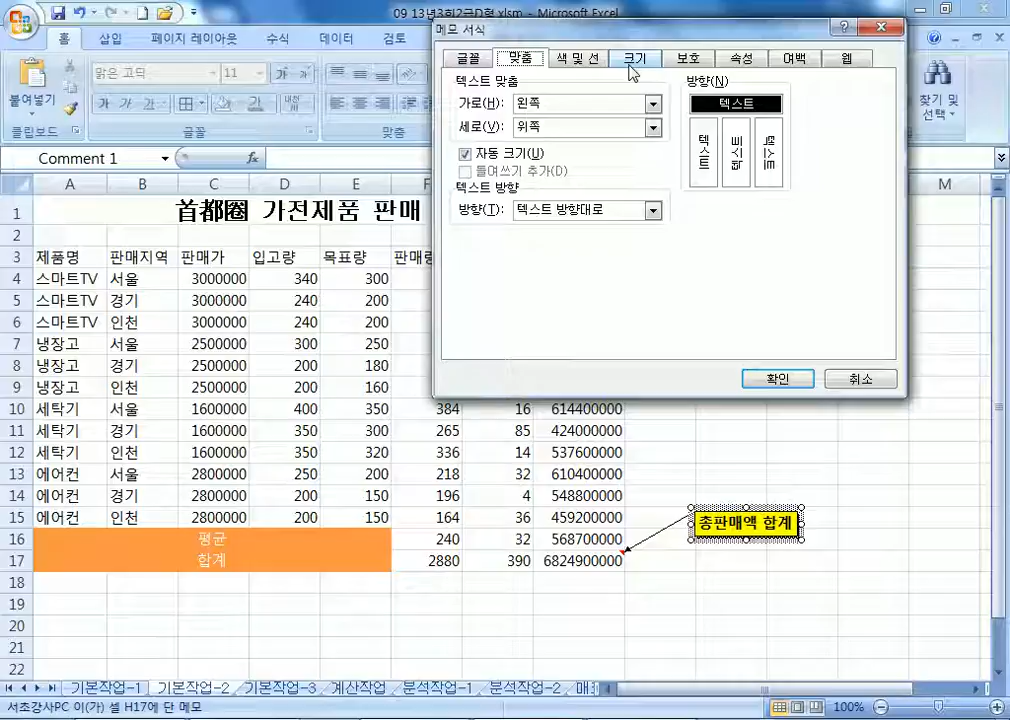 09 13년3회2급D형.xlsm - Microsoft Excel
홈 삽입 페이지 레이아웃 수식 데이터 검토
붙여넣기
맑은 고딕 11
클립보드 글꼴 맞춤
찾기 및
선택
메모 서식
글꼴 맞춤 색 및 선 크기 보호 속성 여백 웹
텍스트 맞춤
가로(H): 왼쪽
세로(V): 위쪽
자동 크기(U)
들여쓰기 추가(D)
텍스트 방향
방향(T): 텍스트 방향대로
방향(N)
텍스트
텍스트 텍스트 텍스트
확인 취소
Comment 1 fx
A B C D E F M
1 首都圈 가전제품 판매
2
3 제품명 판매지역 판매가 입고량 목표량
4 스마트TV 서울 3000000 340 300
5 스마트TV 경기 3000000 240 200
6 스마트TV 인천 3000000 240 200
7 냉장고 서울 2500000 300 250
8 냉장고 경기 2500000 200 180
9 냉장고 인천 2500000 200 160
10 세탁기 서울 1600000 400 350 384 16 614400000
11 세탁기 경기 1600000 350 300 265 85 424000000
12 세탁기 인천 1600000 350 320 336 14 537600000
13 에어컨 서울 2800000 250 200 218 32 610400000
14 에어컨 경기 2800000 200 150 196 4 548800000
15 에어컨 인천 2800000 200 150 164 36 459200000
총판매액 합계
16 평균 240 32 568700000
17 합계 2880 390 6824900000
18
19
20
21
22
기본작업-1 기본작업-2 기본작업-3 계산작업 분석작업-1 분석작업-2
서초강사PC 이(가) 셀 H17에 단 메모 100%